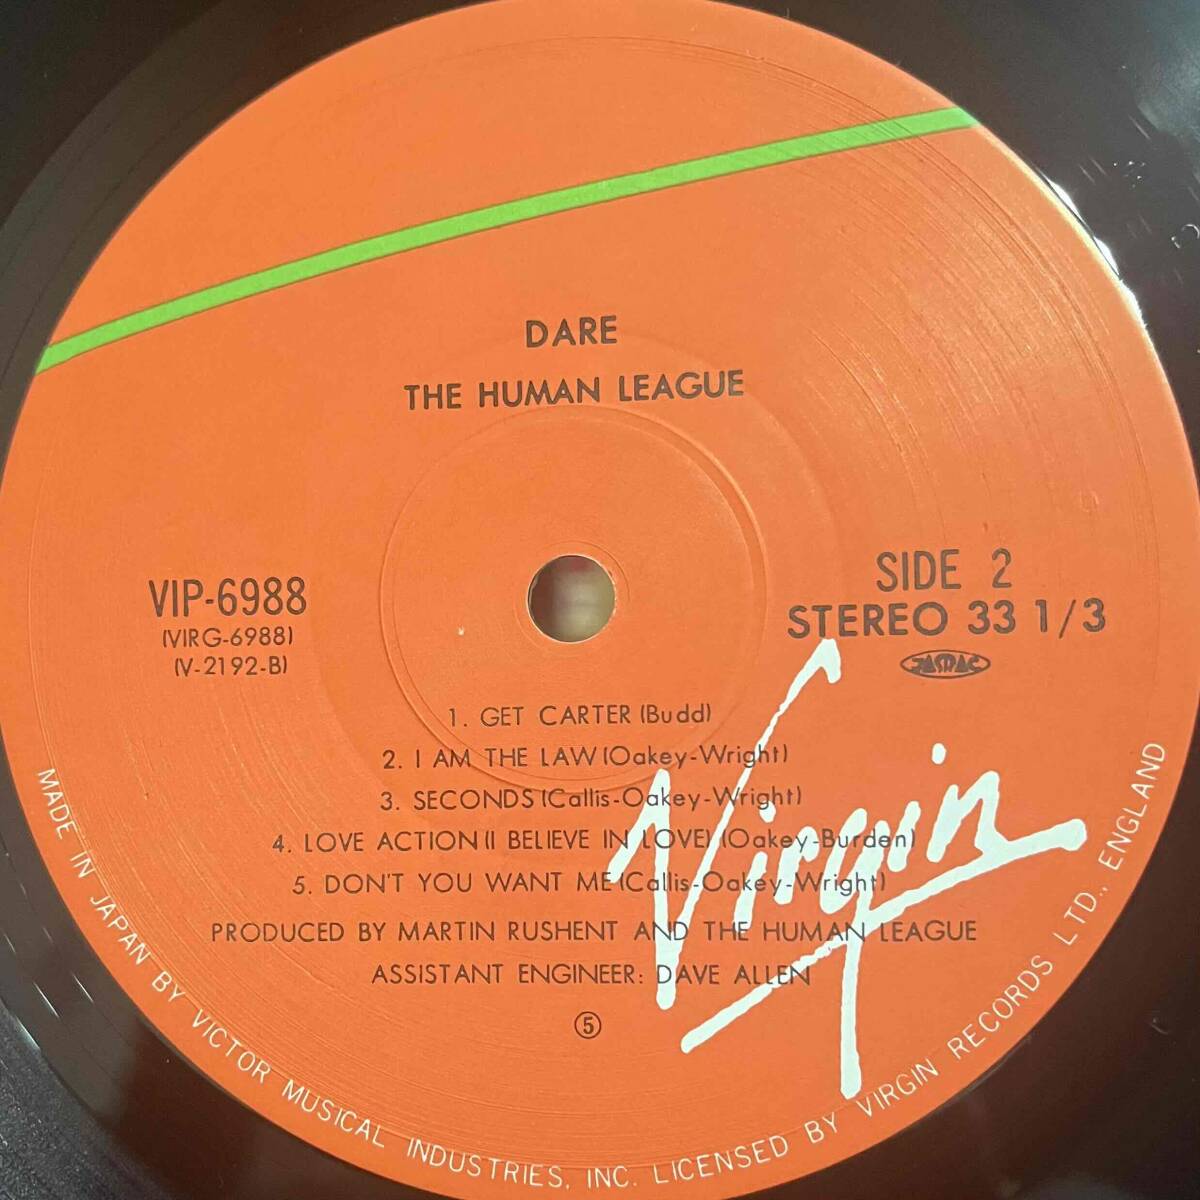 DARE
THE HUMAN LEAGUE
SIDE 2
STEREO 33 1/3
JASRAC
VIP-6988
(VIRG-6988)
(V-2192-B)
1. GET CARTER (Budd)
2. I AM THE LAW (Oakey-Wright)
3. SECONDS (Callis-Oakey-Wright)
4. LOVE ACTION (I BELIEVE IN LOVE) (Oakey-Burden)
5. DON'T YOU WANT ME (Callis-Oakey-Wright)
PRODUCED BY MARTIN RUSHENT AND THE HUMAN LEAGUE
ASSISTANT ENGINEER: DAVE ALLEN
⑤
Virgin
MADE IN JAPAN BY VICTOR MUSICAL INDUSTRIES, INC. LICENSED BY VIRGIN RECORDS LTD., ENGLAND